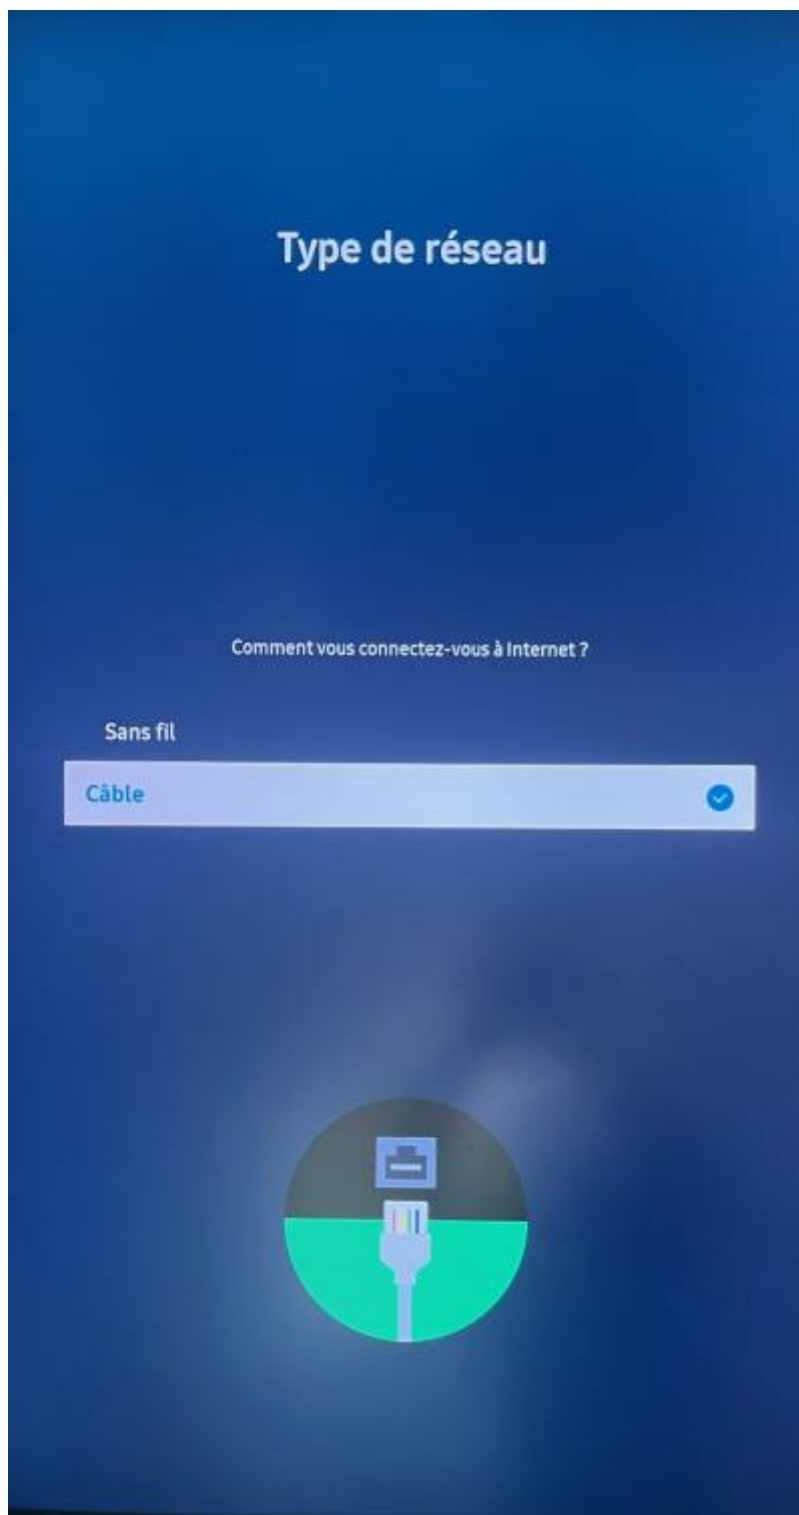 Type de réseau
Comment vous connectez-vous à Internet ?
Sans fil
Câble